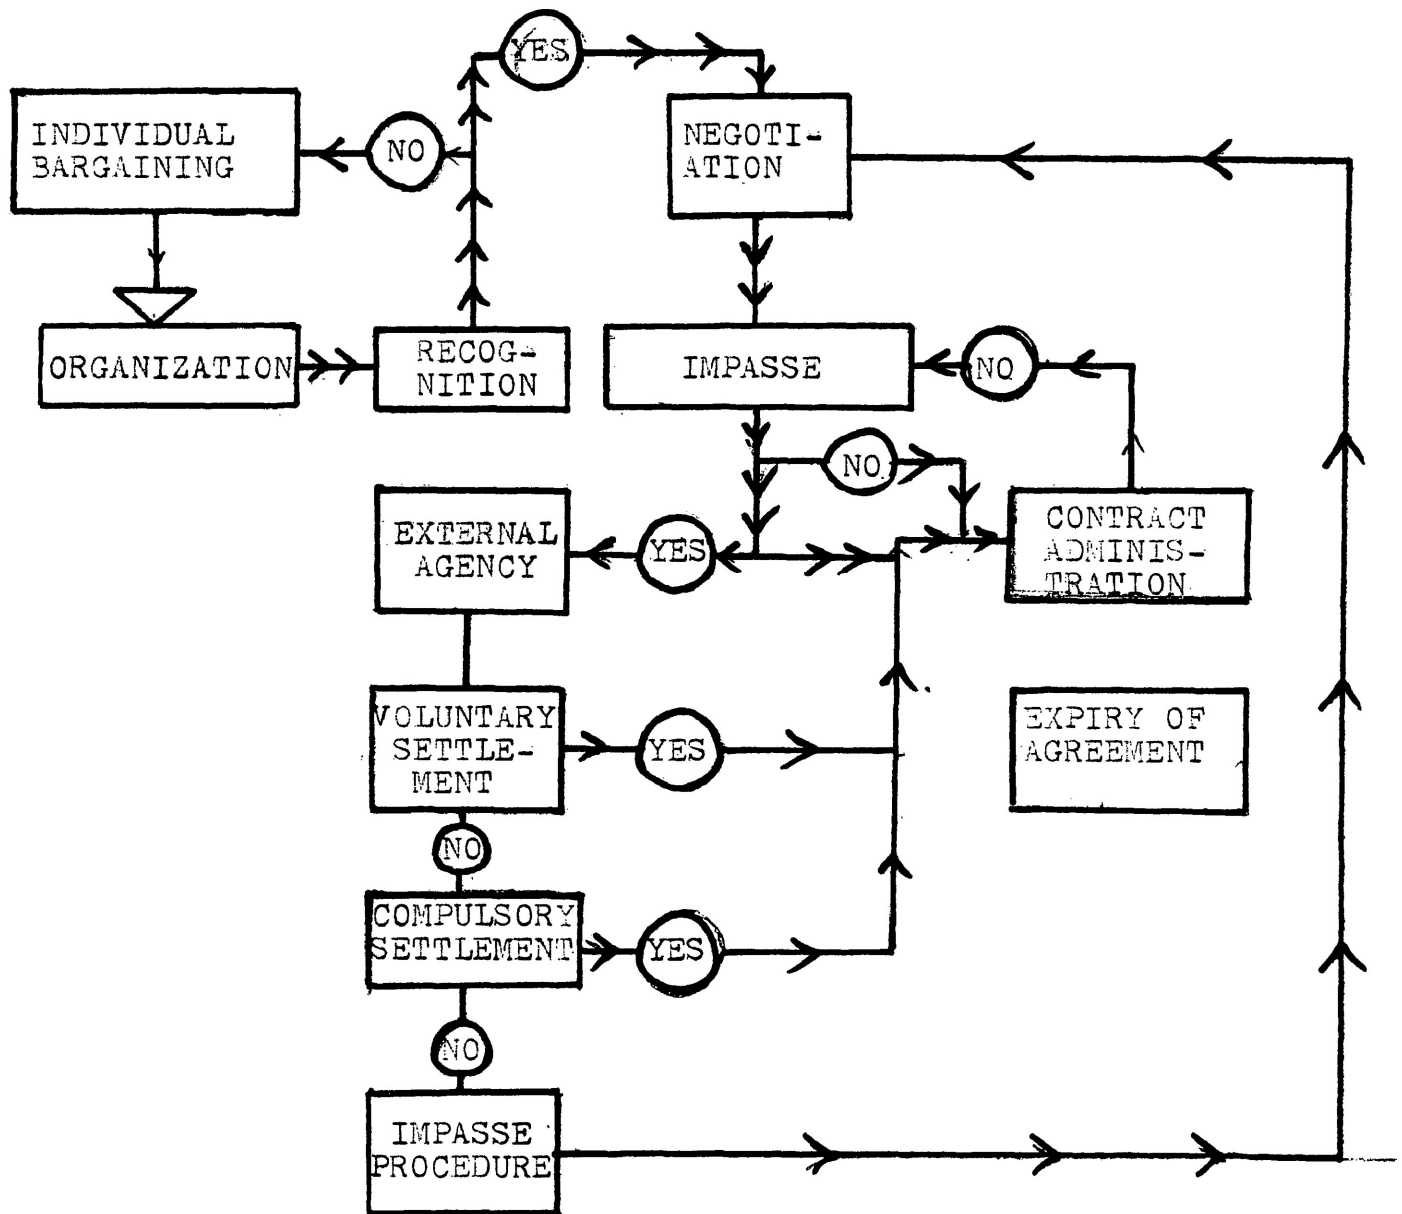 YES
INDIVIDUAL
BARGAINING
NO
NEGOTI-
ATION
ORGANIZATION
RECOG-
NITION
IMPASSE
NO
NO
EXTERNAL
AGENCY
YES
CONTRACT
ADMINIS-
TRATION
VOLUNTARY
SETTLE-
MENT
YES
EXPIRY OF
AGREEMENT
NO
COMPULSORY
SETTLEMENT
YES
NO
IMPASSE
PROCEDURE